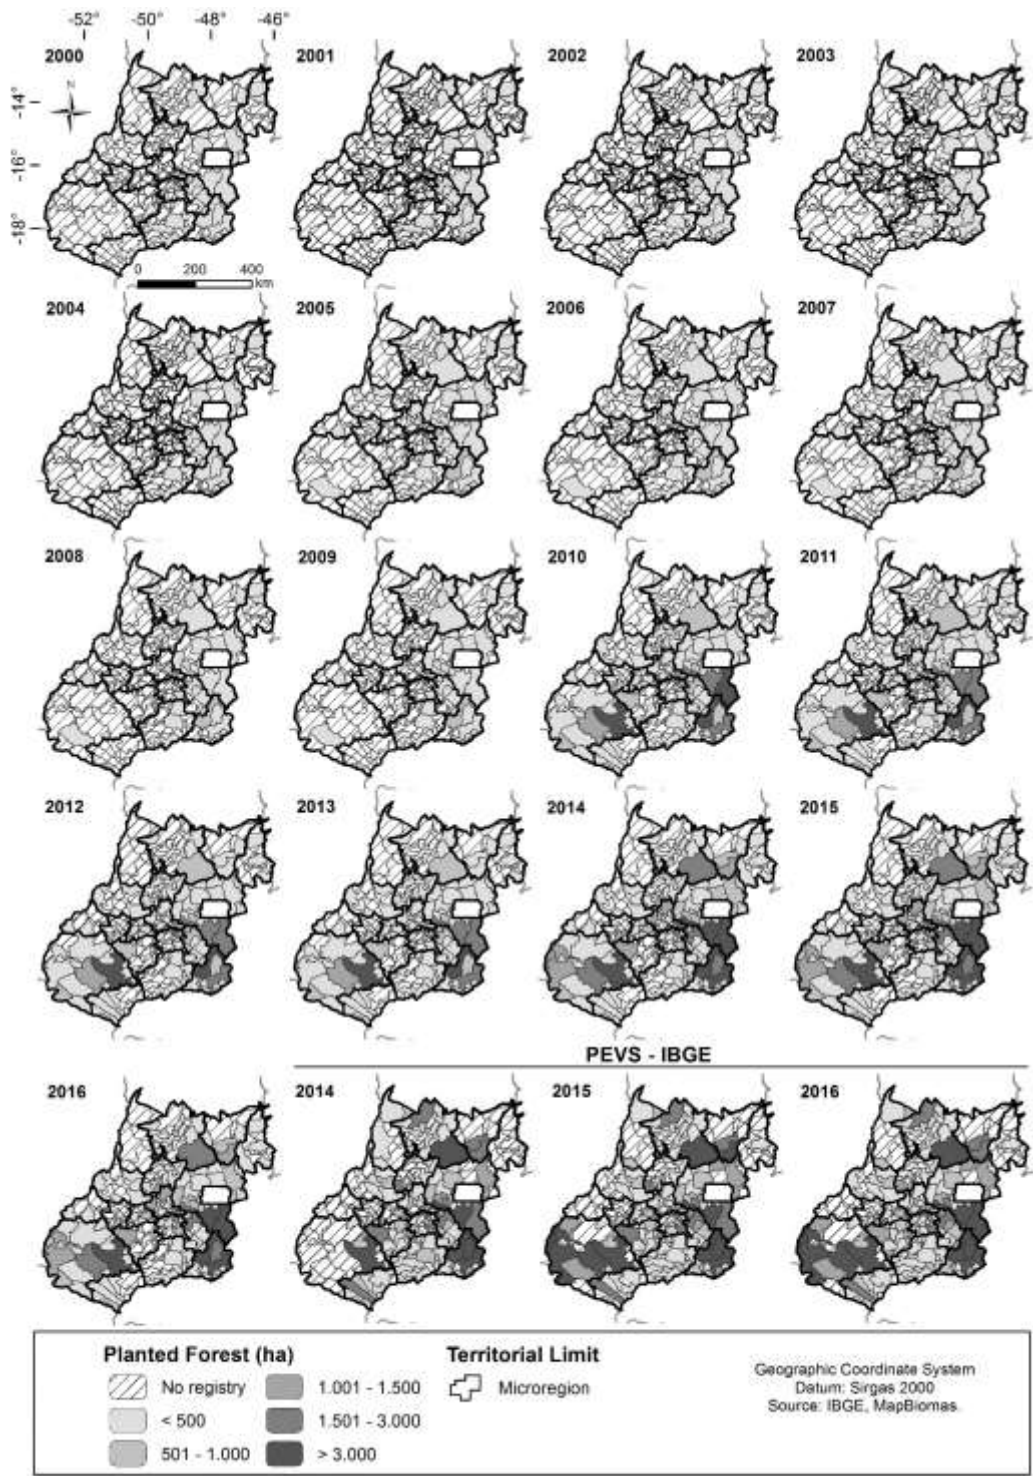 -52° -50° -48° -46°
2000 2001 2002 2003
N
-14°
-16°
-18°
0 200 400
km
2004 2005 2006 2007
2008 2009 2010 2011
2012 2013 2014 2015
PEVS - IBGE
2016 2014 2015 2016
Planted Forest (ha) Territorial Limit
No registry 1.001 - 1.500 Microregion
< 500 1.501 - 3.000
501 - 1.000 > 3.000
Geographic Coordinate System
Datum: Sirgas 2000
Source: IBGE, MapBiomas.